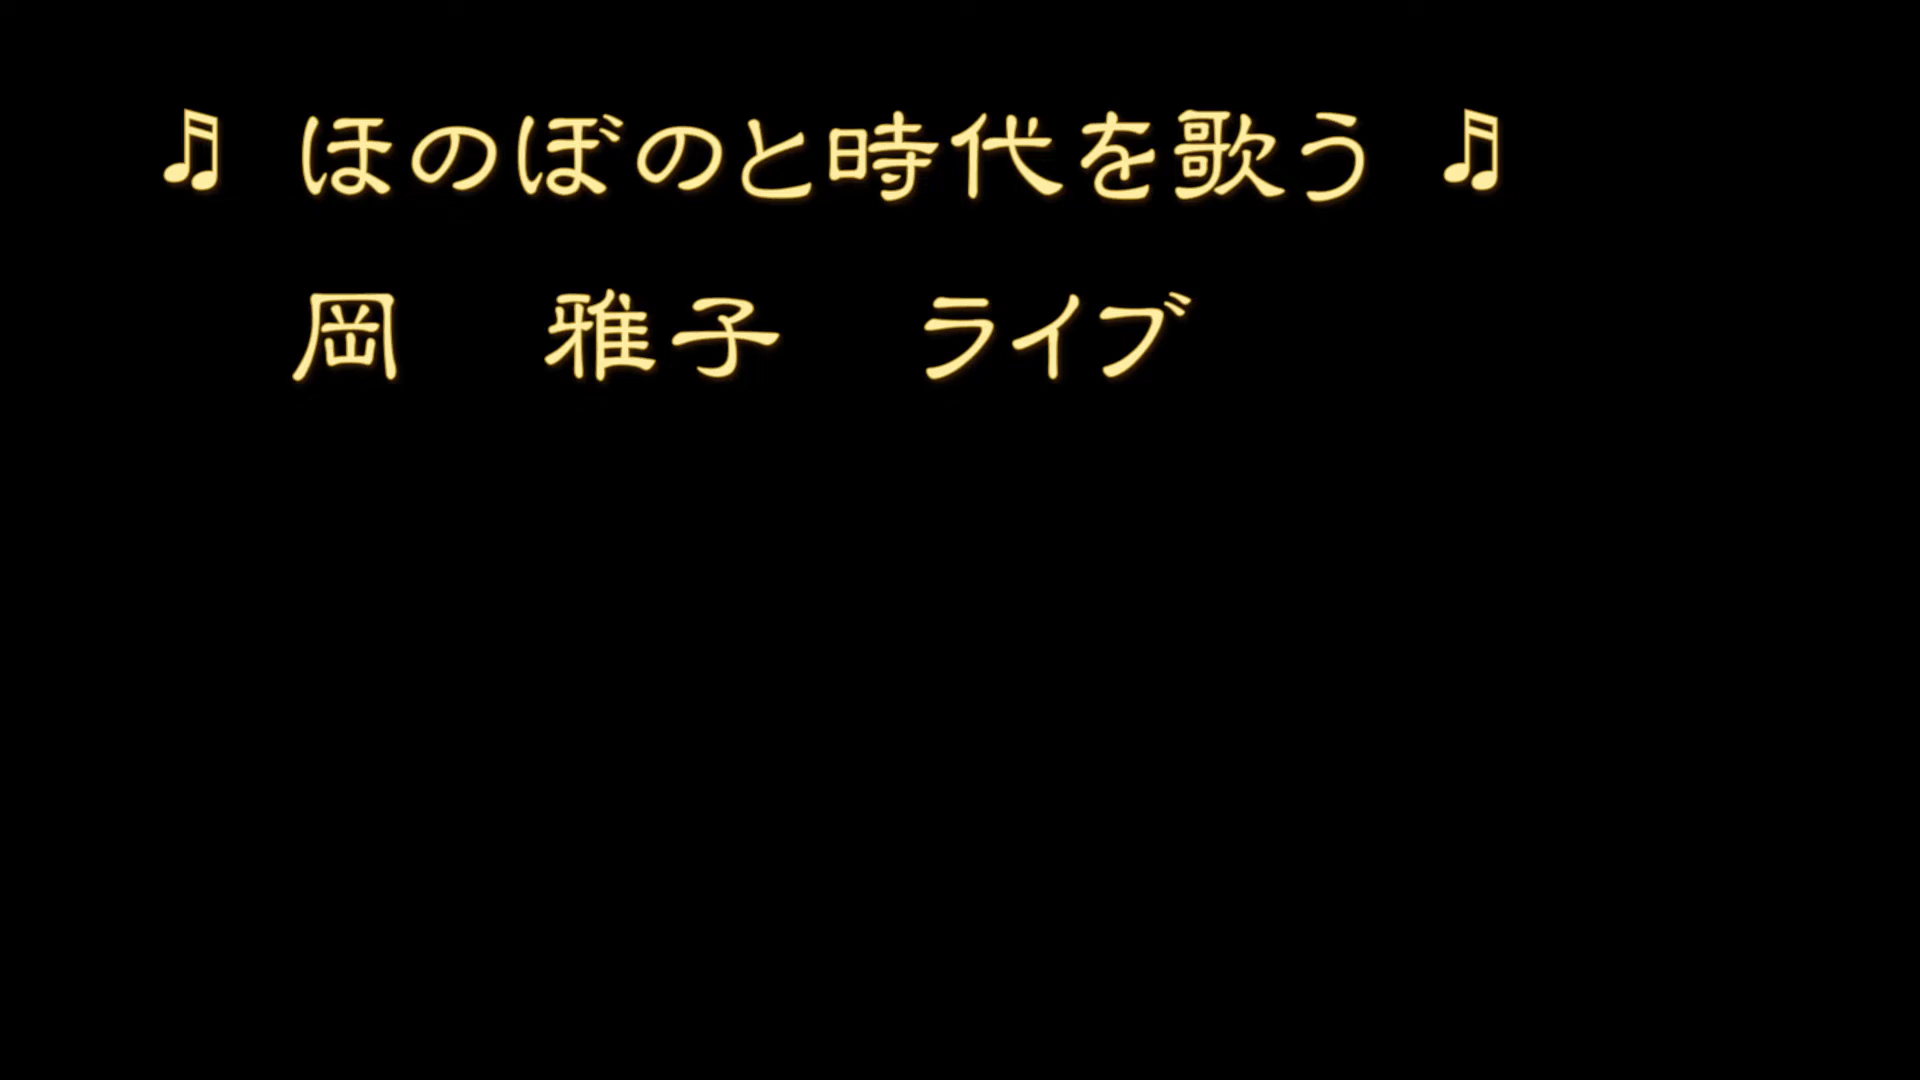 ♬ ほのぼのと時代を歌う ♬
岡　雅子　ライブ